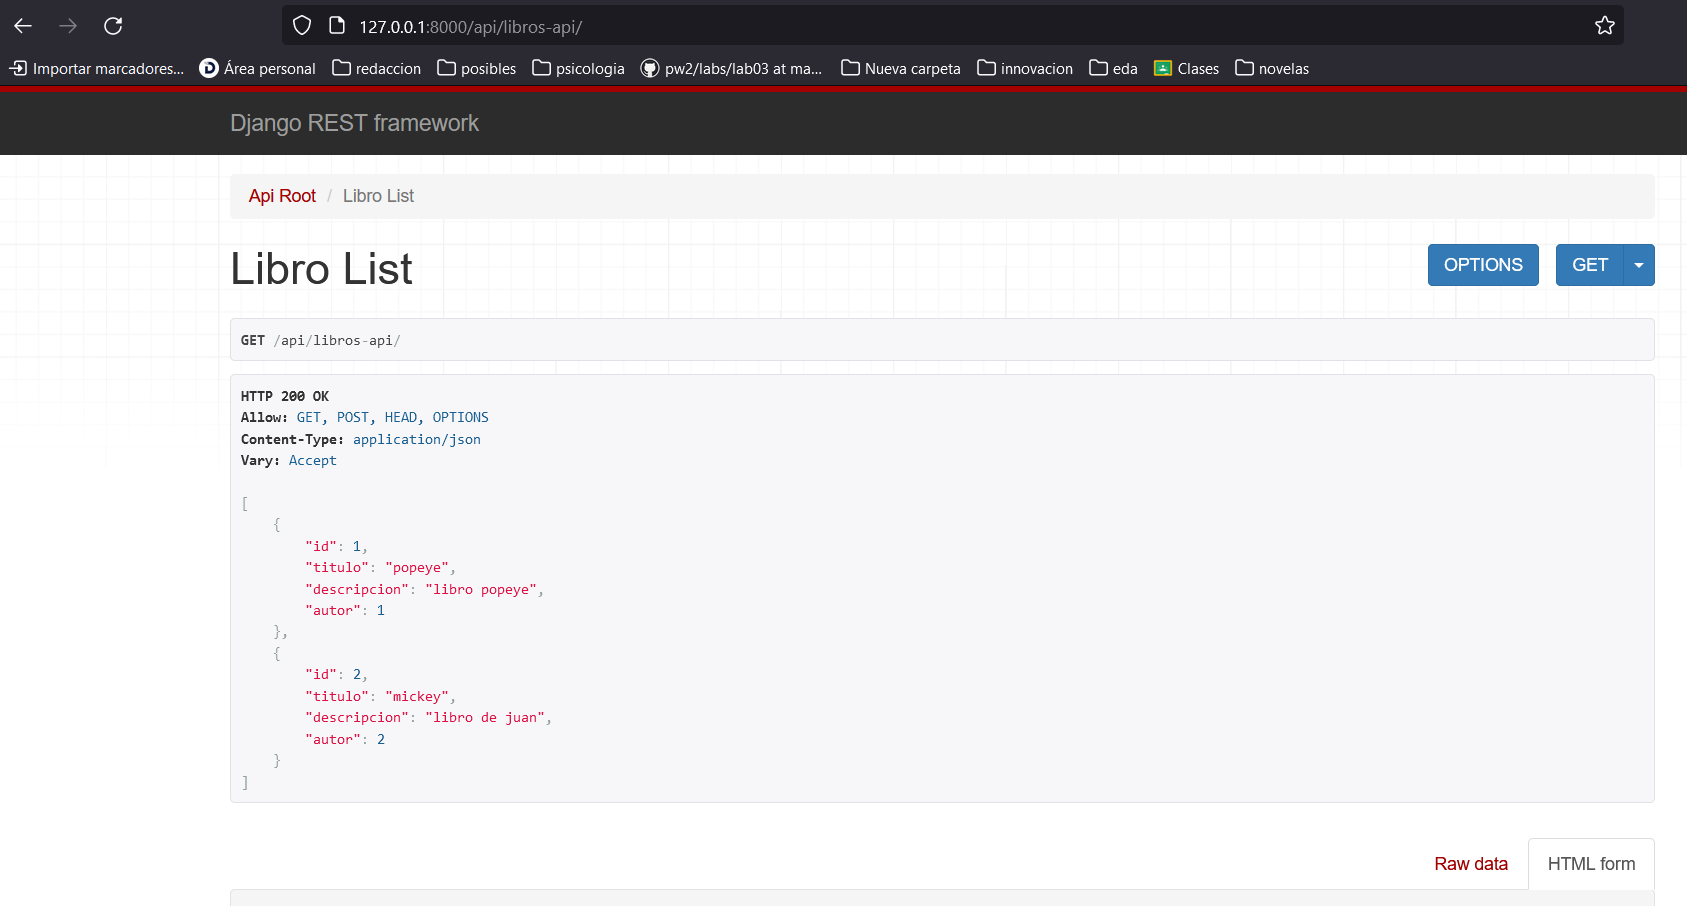 127.0.0.1:8000/api/libros-api/
Importar marcadores... Área personal redaccion posibles psicologia pw2/labs/lab03 at ma... Nueva carpeta innovacion eda Clases novelas
Django REST framework
Api Root / Libro List
Libro List
OPTIONS GET
GET /api/libros-api/
HTTP 200 OK
Allow: GET, POST, HEAD, OPTIONS
Content-Type: application/json
Vary: Accept
[
    {
        "id": 1,
        "titulo": "popeye",
        "descripcion": "libro popeye",
        "autor": 1
    },
    {
        "id": 2,
        "titulo": "mickey",
        "descripcion": "libro de juan",
        "autor": 2
    }
]
Raw data HTML form